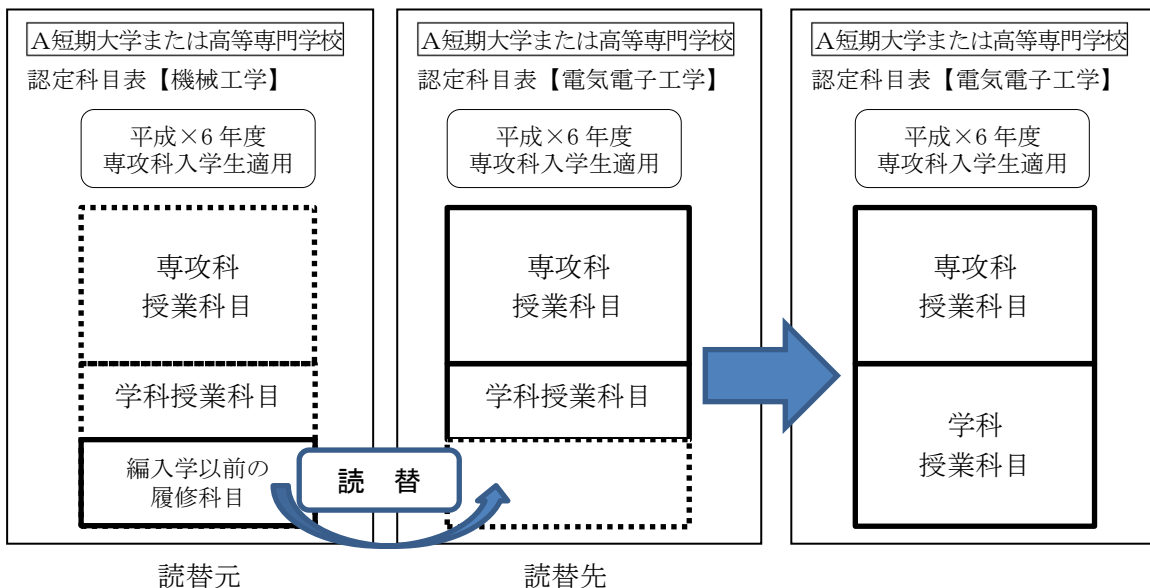 A短期大学または高等専門学校
認定科目表【機械工学】
平成×6年度
専攻科入学生適用
専攻科
授業科目
学科授業科目
編入学以前の
履修科目
読替元
読 替
A短期大学または高等専門学校
認定科目表【電気電子工学】
平成×6年度
専攻科入学生適用
専攻科
授業科目
学科授業科目
読替先
A短期大学または高等専門学校
認定科目表【電気電子工学】
平成×6年度
専攻科入学生適用
専攻科
授業科目
学科
授業科目